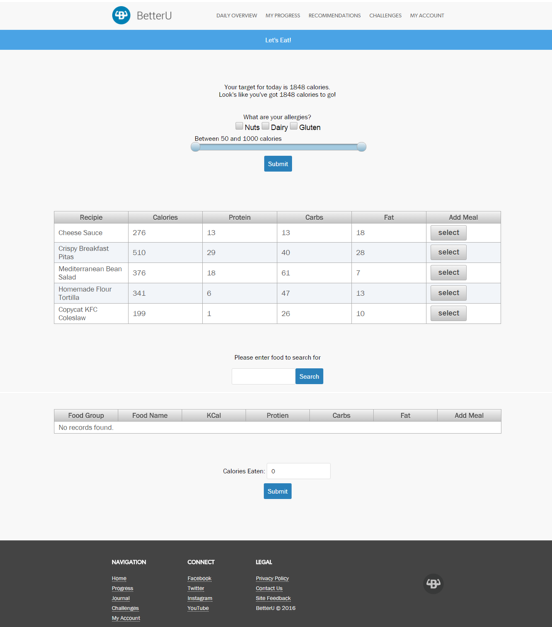 BetterU DAILY OVERVIEW MY PROGRESS RECOMMENDATIONS CHALLENGES MY ACCOUNT
Let's Eat!
Your target for today is 1848 calories.
Look's like you've got 1848 calories to go!
What are your allergies?
Nuts Dairy Gluten
Between 50 and 1000 calories
Submit
Recipie Calories Protein Carbs Fat Add Meal
Cheese Sauce 276 13 13 18 select
Crispy Breakfast Pitas 510 29 40 28 select
Mediterranean Bean Salad 376 18 61 7 select
Homemade Flour Tortilla 341 6 47 13 select
Copycat KFC Coleslaw 199 1 26 10 select
Please enter food to search for
Search
Food Group Food Name KCal Protien Carbs Fat Add Meal
No records found.
Calories Eaten: 0
Submit
NAVIGATION CONNECT LEGAL
Home Facebook Privacy Policy
Progress Twitter Contact Us
Journal Instagram Site Feedback
Challenges YouTube BetterU © 2016
My Account